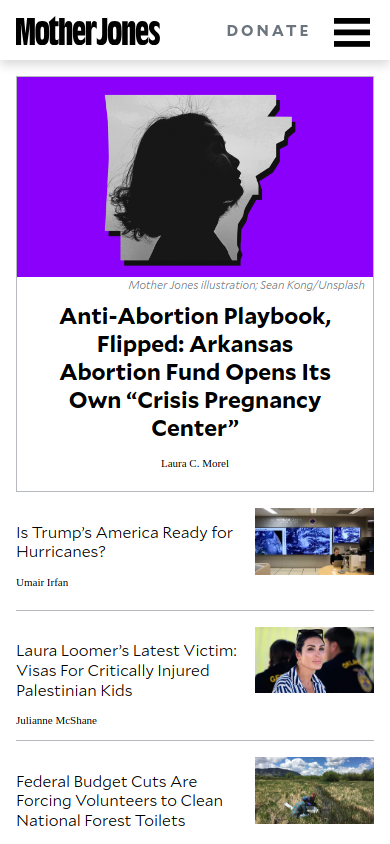 Mother Jones
DONATE
Mother Jones illustration; Sean Kong/Unsplash
Anti-Abortion Playbook,
Flipped: Arkansas
Abortion Fund Opens Its
Own “Crisis Pregnancy
Center”
Laura C. Morel
Is Trump’s America Ready for
Hurricanes?
Umair Irfan
Laura Loomer’s Latest Victim:
Visas For Critically Injured
Palestinian Kids
Julianne McShane
Federal Budget Cuts Are
Forcing Volunteers to Clean
National Forest Toilets